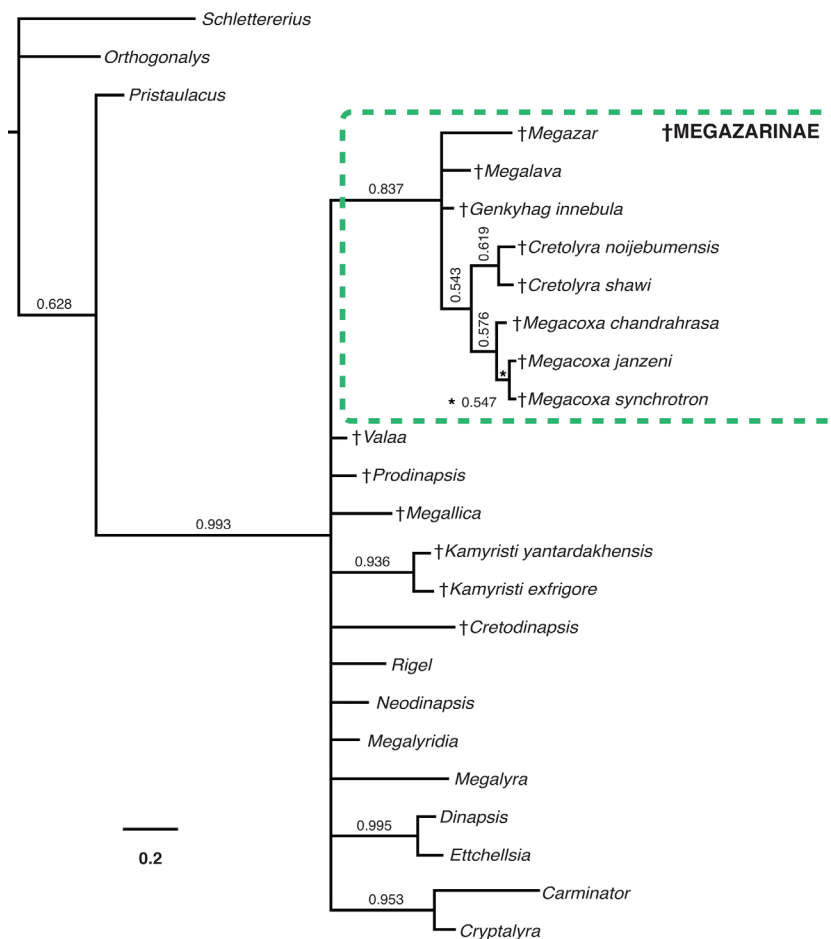 Schlettererius
Orthogonalys
Pristaulacus
†Megazar
†MEGAZARINAE
†Megalava
0.837
†Genkyhag innebula
0.619
†Cretolyra noijebumensis
0.543
†Cretolyra shawi
0.628
0.576
†Megacoxa chandrahrasa
†Megacoxa janzeni
*
* 0.547
†Megacoxa synchrotron
†Valaa
†Prodinapsis
†Megallica
0.993
†Kamyristi yantardakhensis
0.936
†Kamyristi exfrigore
†Cretodinapsis
Rigel
Neodinapsis
Megalyridia
Megalyra
Dinapsis
0.995
Ettchellsia
0.2
Carminator
0.953
Cryptalyra